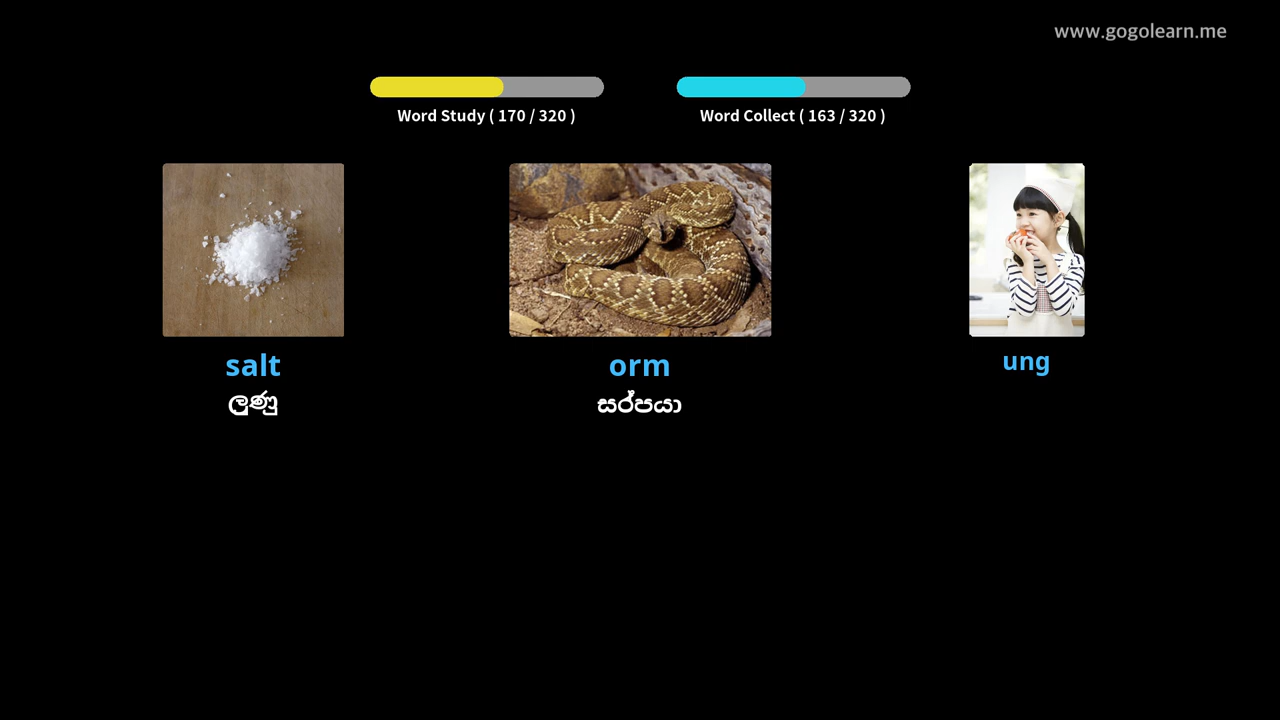 www.gogolearn.me
Word Study ( 170 / 320 )
Word Collect ( 163 / 320 )
salt
ලුණු
orm
සර්පයා
ung